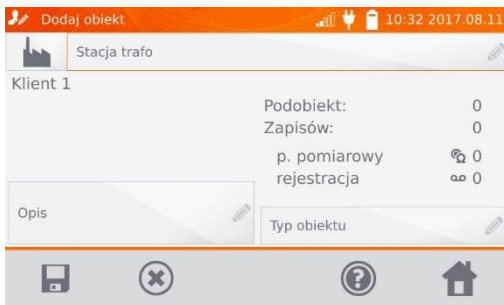 Dodaj obiekt
10:32 2017.08.11
Stacja trafo
Klient 1
Podobiekt: 0
Zapisów: 0
p. pomiarowy 0
rejestracja 0
Opis
Typ obiektu